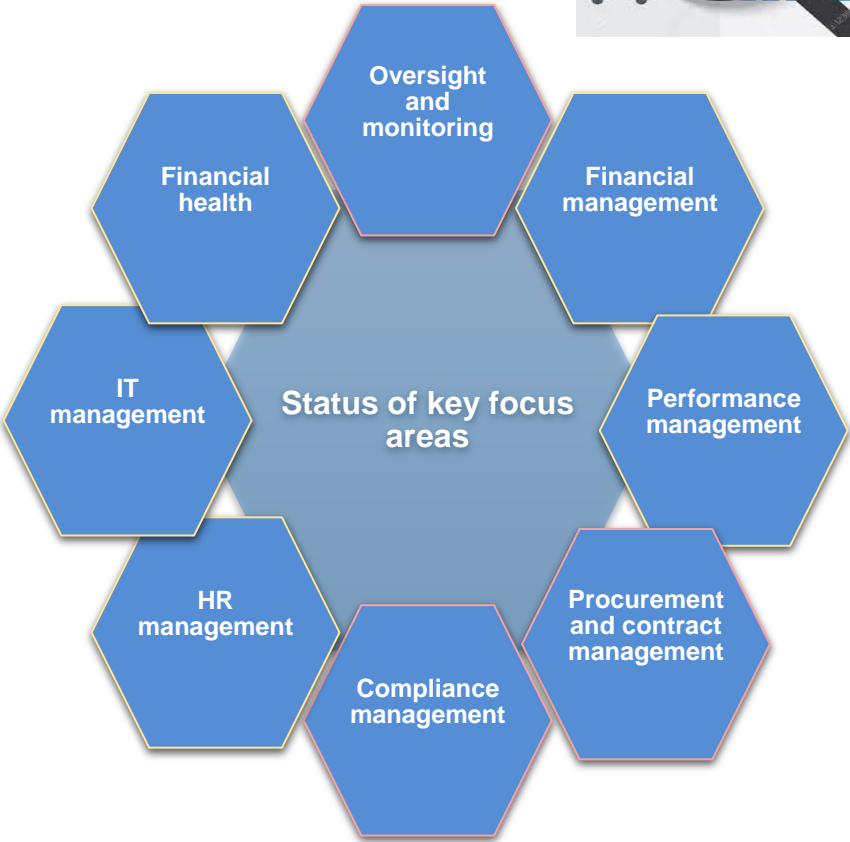 Oversight
and
monitoring
Financial
management
Performance
management
Procurement
and contract
management
Compliance
management
HR
management
IT
management
Financial
health
Status of key focus
areas